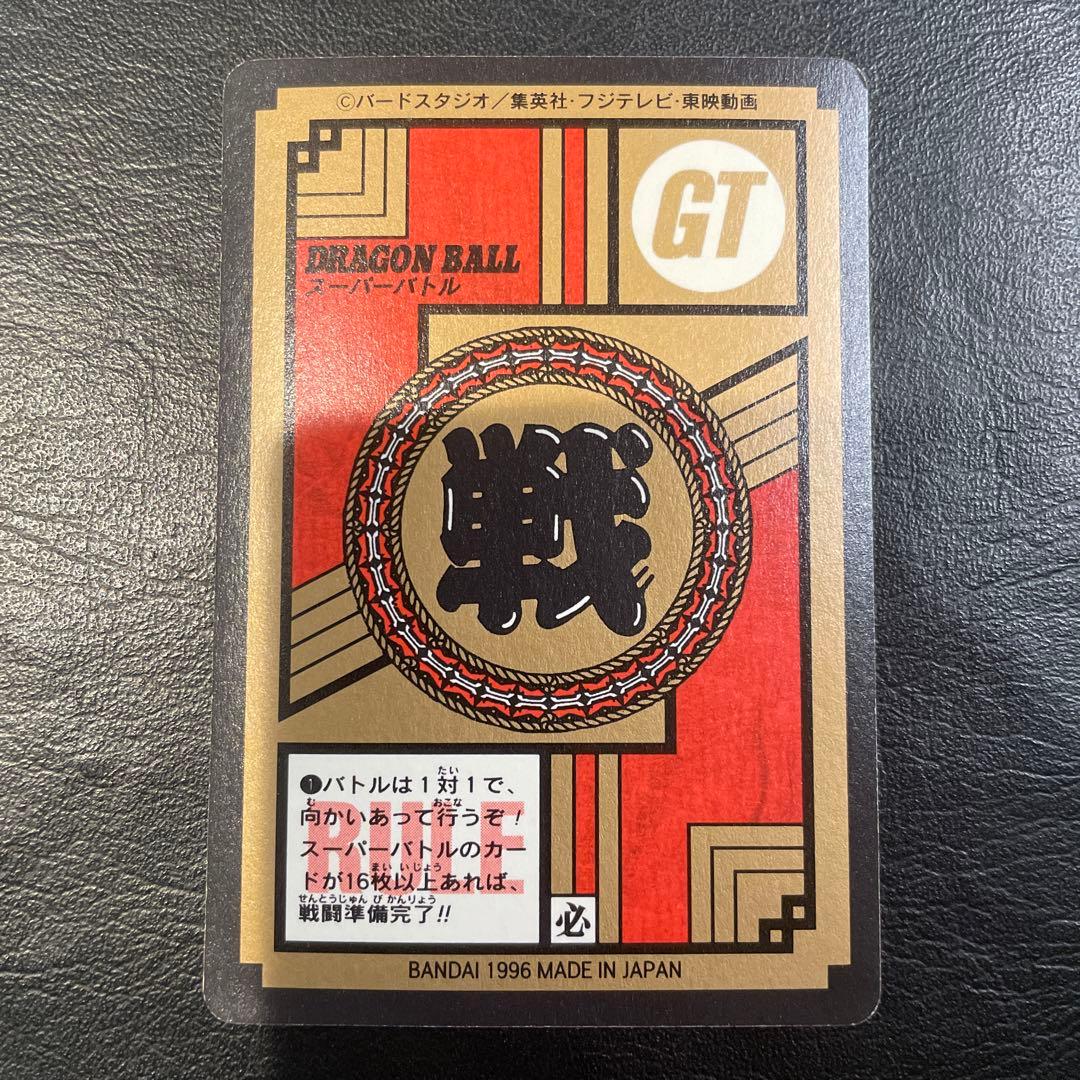 ©バードスタジオ／集英社・フジテレビ・東映動画
GT
DRAGON BALL
スーパーバトル
戦
RULE
❶バトルは1対1で、
向かいあって行うぞ！
スーパーバトルのカー
ドが16枚以上あれば、
戦闘準備完了!!
必
BANDAI 1996 MADE IN JAPAN